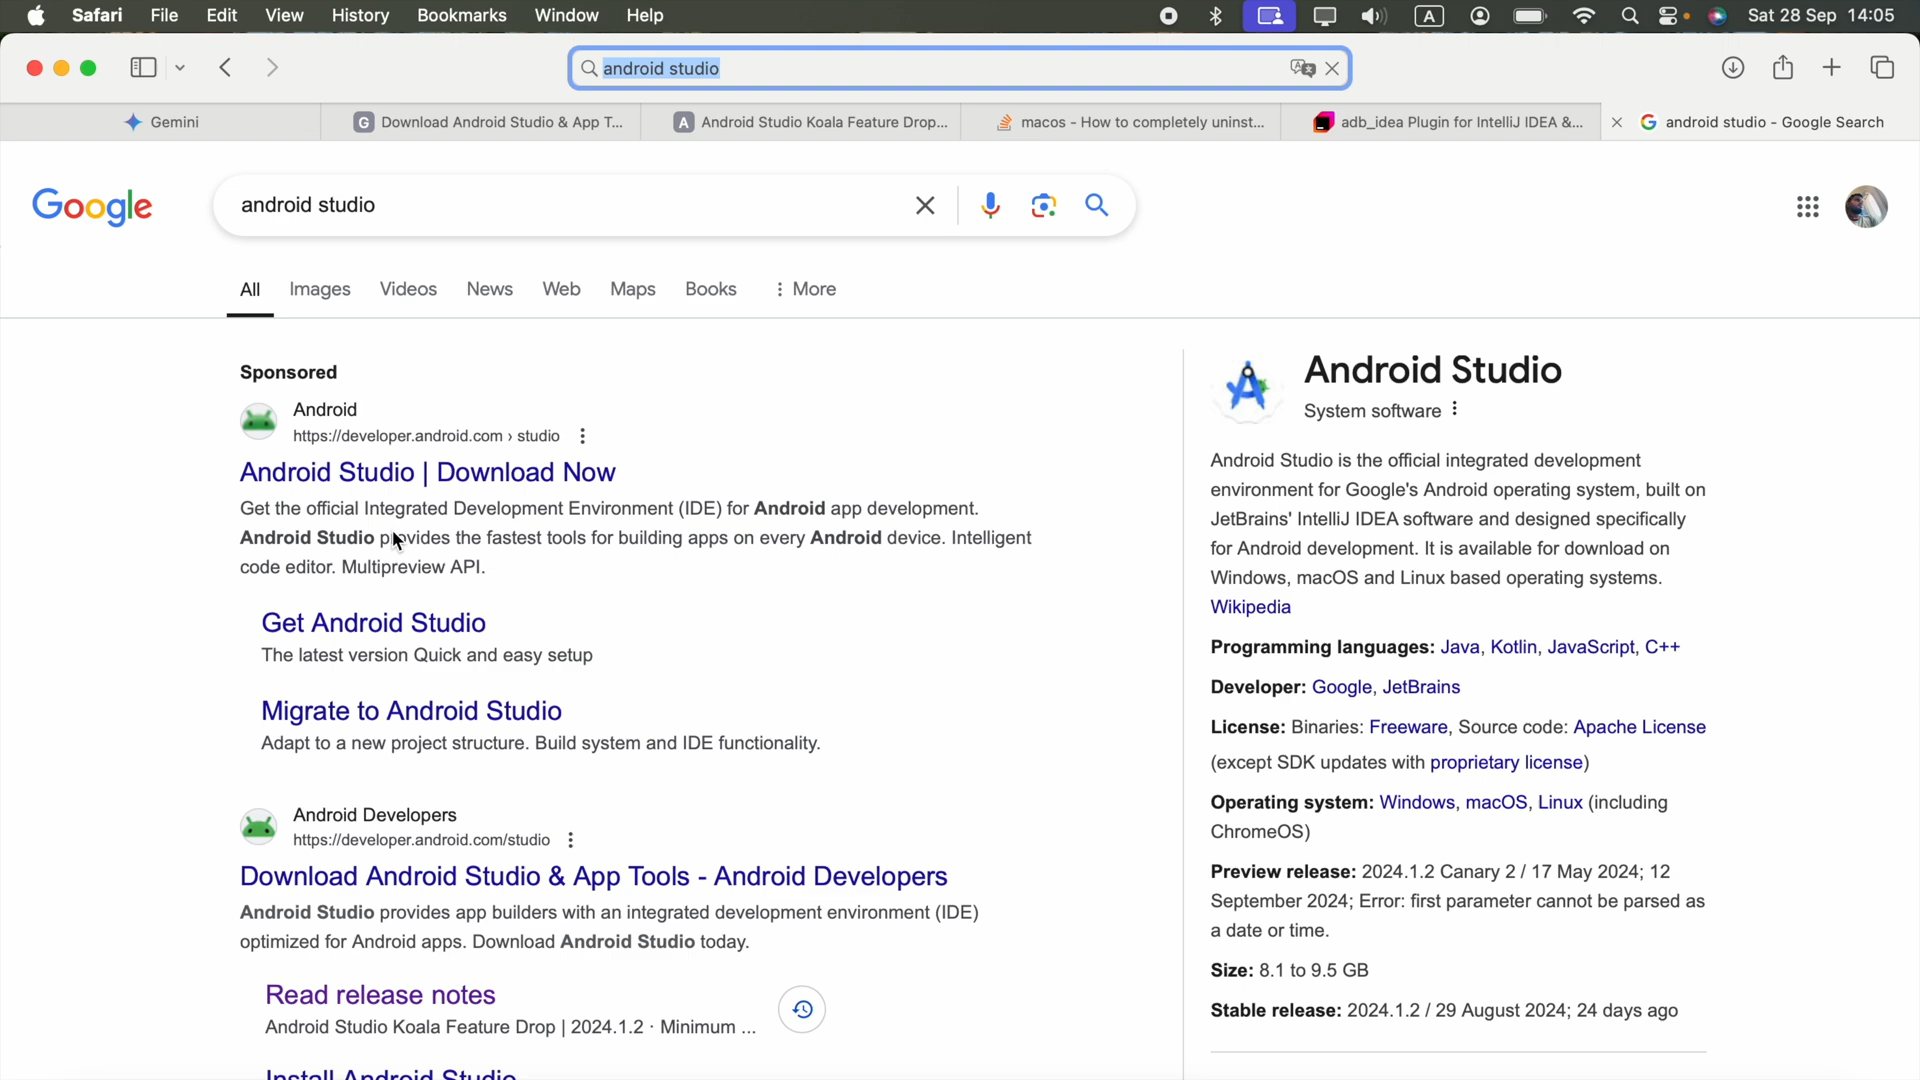 Safari File Edit View History Bookmarks Window Help A Sat 28 Sep 14:05
android studio
Gemini
G Download Android Studio & App T...
A Android Studio Koala Feature Drop...
macos - How to completely uninst...
adb_idea Plugin for IntelliJ IDEA &...
android studio - Google Search
Google
android studio
All Images Videos News Web Maps Books More
Sponsored
Android
https://developer.android.com › studio
Android Studio | Download Now
Get the official Integrated Development Environment (IDE) for Android app development.
Android Studio provides the fastest tools for building apps on every Android device. Intelligent
code editor. Multipreview API.
Get Android Studio
The latest version Quick and easy setup
Migrate to Android Studio
Adapt to a new project structure. Build system and IDE functionality.
Android Developers
https://developer.android.com/studio
Download Android Studio & App Tools - Android Developers
Android Studio provides app builders with an integrated development environment (IDE)
optimized for Android apps. Download Android Studio today.
Read release notes
Android Studio Koala Feature Drop | 2024.1.2 · Minimum ...
Install Android Studio
Android Studio
System software
Android Studio is the official integrated development
environment for Google's Android operating system, built on
JetBrains' IntelliJ IDEA software and designed specifically
for Android development. It is available for download on
Windows, macOS and Linux based operating systems.
Wikipedia
Programming languages: Java, Kotlin, JavaScript, C++
Developer: Google, JetBrains
License: Binaries: Freeware, Source code: Apache License
(except SDK updates with proprietary license)
Operating system: Windows, macOS, Linux (including
ChromeOS)
Preview release: 2024.1.2 Canary 2 / 17 May 2024; 12
September 2024; Error: first parameter cannot be parsed as
a date or time.
Size: 8.1 to 9.5 GB
Stable release: 2024.1.2 / 29 August 2024; 24 days ago